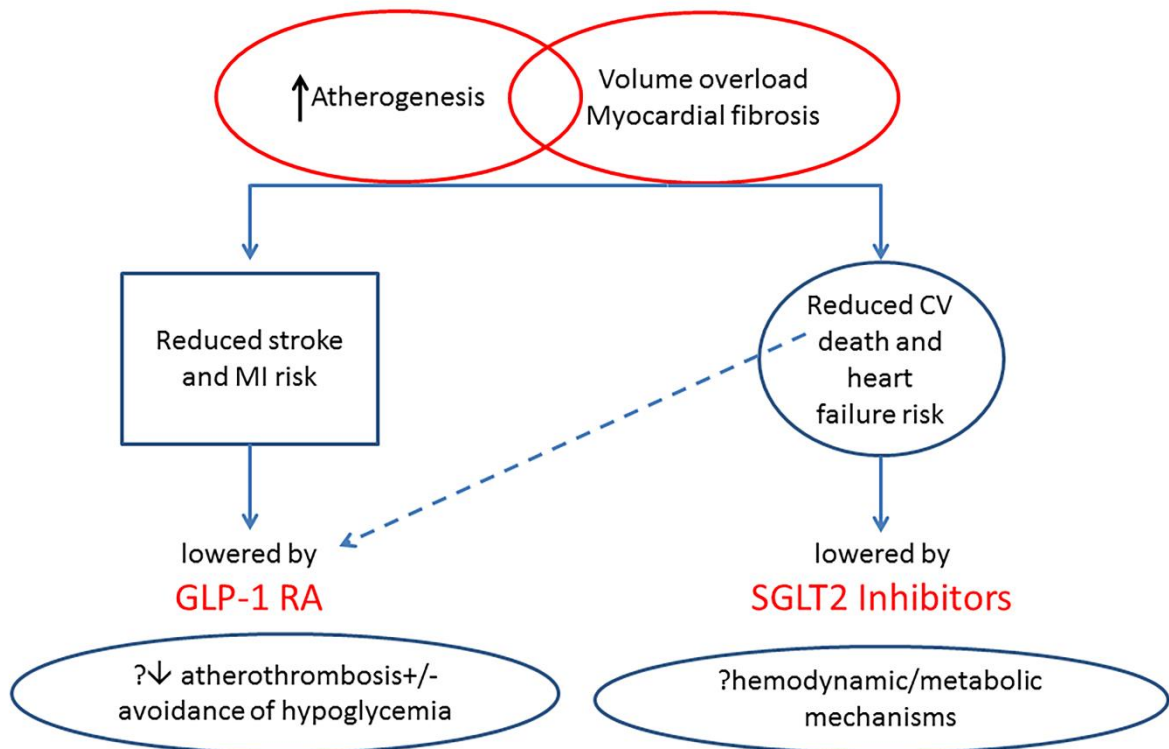 ↑Atherogenesis
Volume overload
Myocardial fibrosis
Reduced stroke
and MI risk
Reduced CV
death and
heart
failure risk
lowered by
GLP-1 RA
lowered by
SGLT2 Inhibitors
?↓ atherothrombosis+/-
avoidance of hypoglycemia
?hemodynamic/metabolic
mechanisms